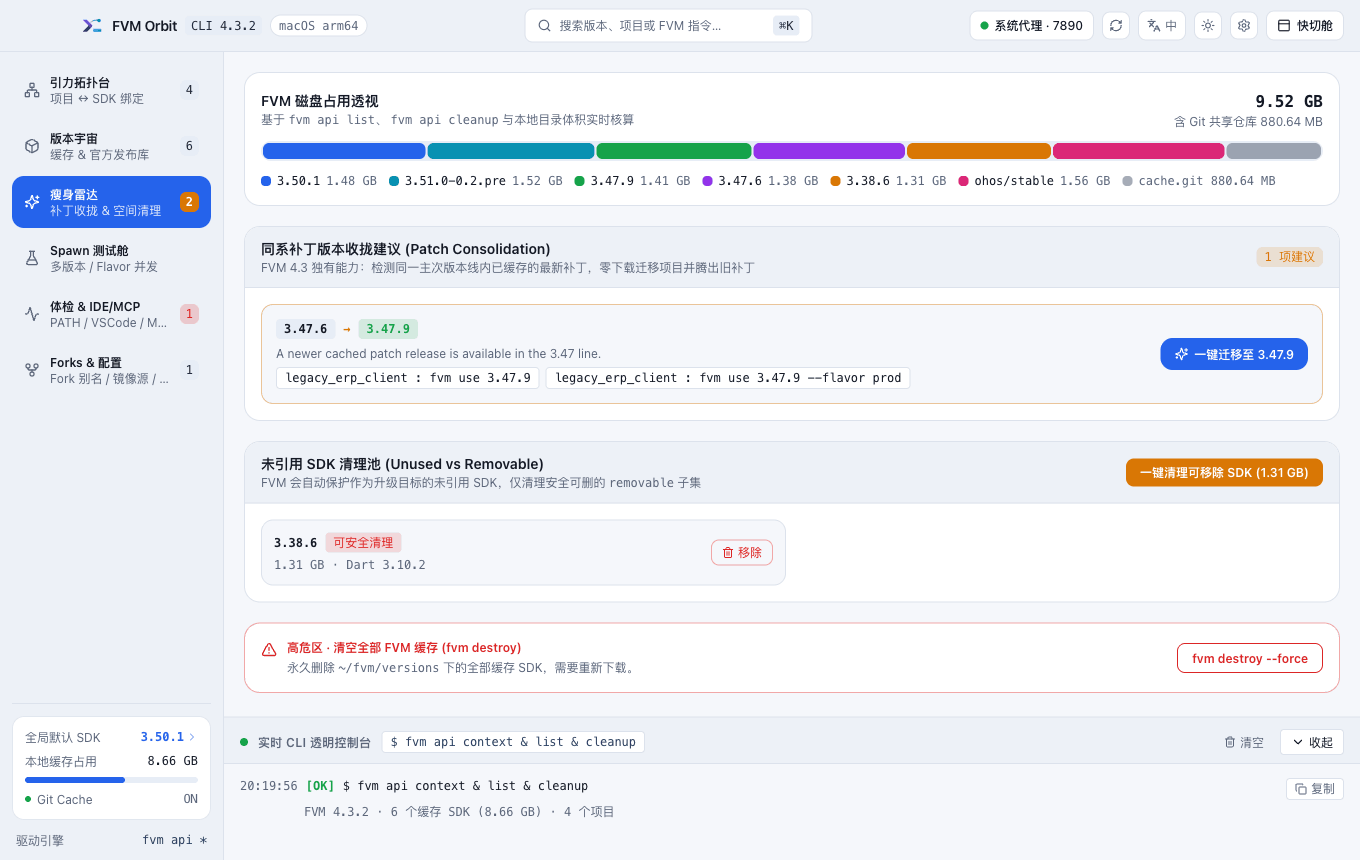 FVM Orbit CLI 4.3.2 macOS arm64
搜索版本、项目或 FVM 指令... ⌘K
系统代理 · 7890
中
快切舱
引力拓扑台
项目 ↔ SDK 绑定
4
版本宇宙
缓存 & 官方发布库
6
瘦身雷达
补丁收拢 & 空间清理
2
Spawn 测试舱
多版本 / Flavor 并发
体检 & IDE/MCP
PATH / VSCode / M...
1
Forks & 配置
Fork 别名 / 镜像源 / ...
1
全局默认 SDK 3.50.1
本地缓存占用 8.66 GB
Git Cache ON
驱动引擎 fvm api *
FVM 磁盘占用透视
基于 fvm api list、 fvm api cleanup 与本地目录体积实时核算
9.52 GB
含 Git 共享仓库 880.64 MB
3.50.1 1.48 GB 3.51.0-0.2.pre 1.52 GB 3.47.9 1.41 GB 3.47.6 1.38 GB 3.38.6 1.31 GB ohos/stable 1.56 GB cache.git 880.64 MB
同系补丁版本收拢建议 (Patch Consolidation)
FVM 4.3 独有能力：检测同一主次版本线内已缓存的最新补丁，零下载迁移项目并腾出旧补丁
1 项建议
3.47.6 → 3.47.9
A newer cached patch release is available in the 3.47 line.
legacy_erp_client : fvm use 3.47.9 legacy_erp_client : fvm use 3.47.9 --flavor prod
一键迁移至 3.47.9
未引用 SDK 清理池 (Unused vs Removable)
FVM 会自动保护作为升级目标的未引用 SDK，仅清理安全可删的 removable 子集
一键清理可移除 SDK (1.31 GB)
3.38.6 可安全清理
1.31 GB · Dart 3.10.2
移除
高危区 · 清空全部 FVM 缓存 (fvm destroy)
永久删除 ~/fvm/versions 下的全部缓存 SDK，需要重新下载。
fvm destroy --force
实时 CLI 透明控制台 $ fvm api context & list & cleanup
清空
收起
20:19:56 [OK] $ fvm api context & list & cleanup
复制
FVM 4.3.2 · 6 个缓存 SDK (8.66 GB) · 4 个项目